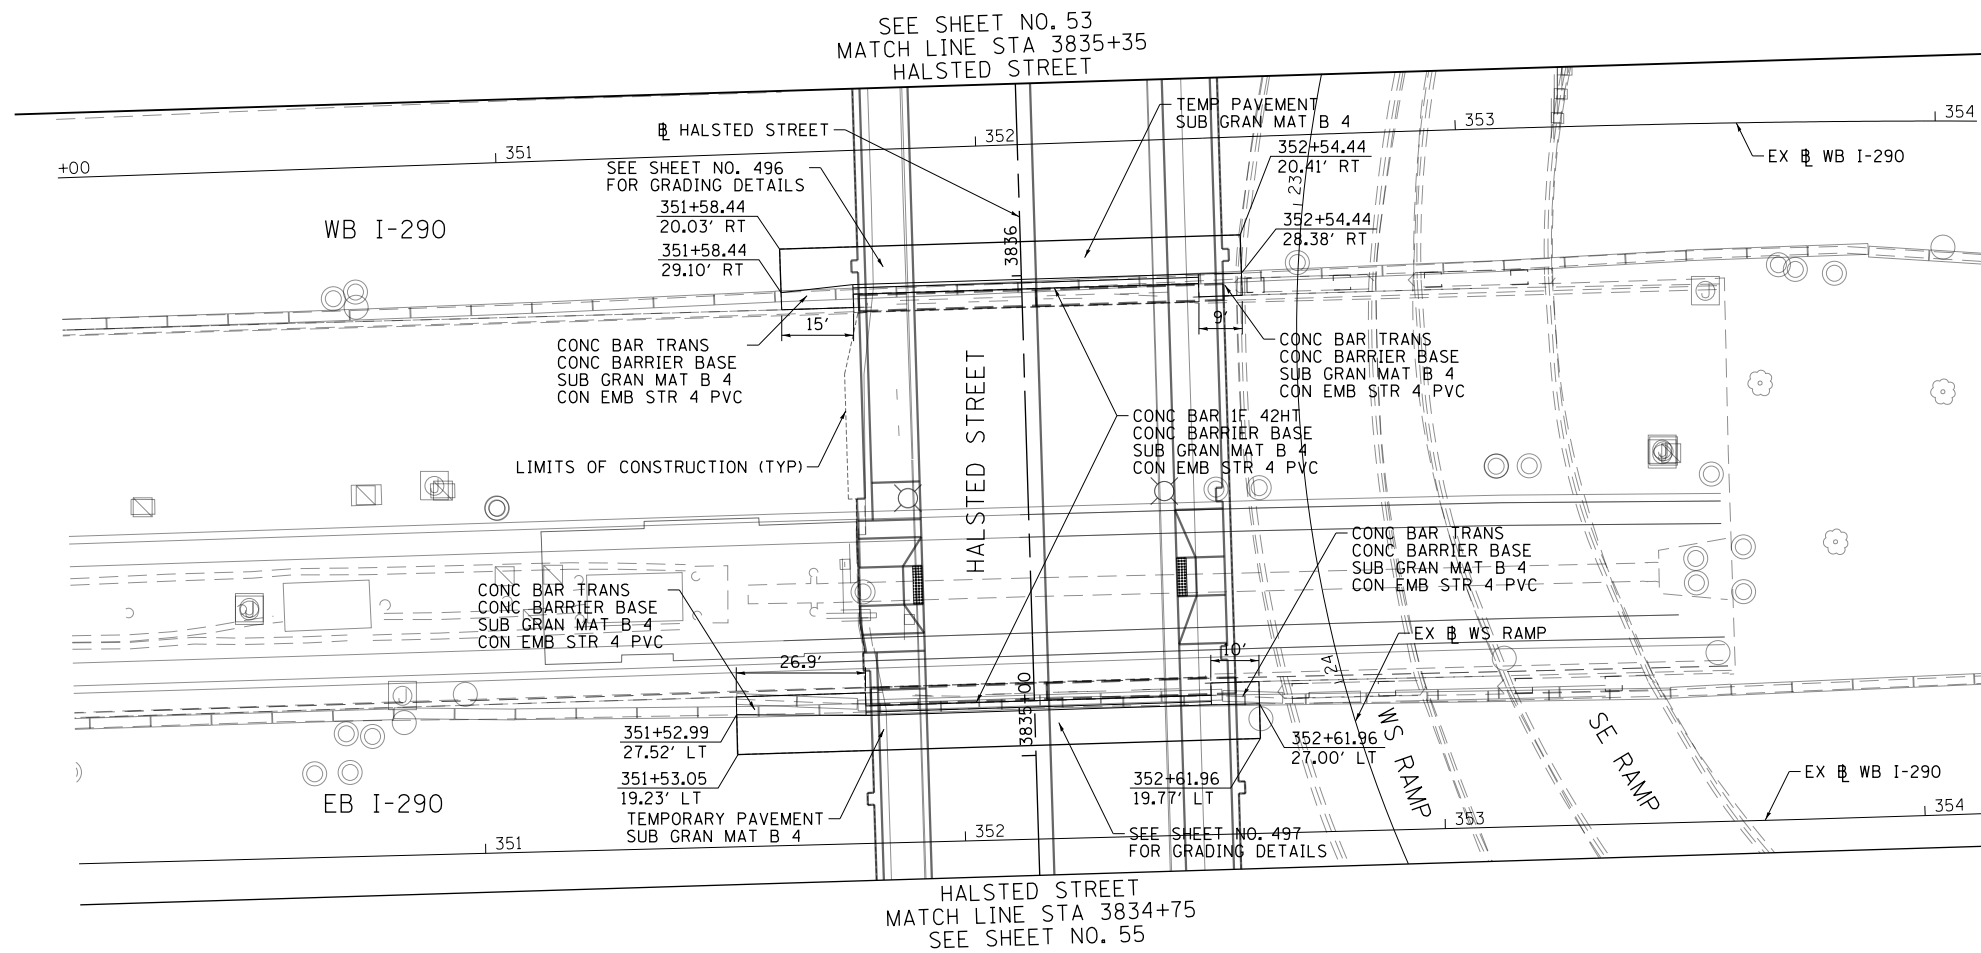 SEE SHEET NO. 53
MATCH LINE STA 3835+35
HALSTED STREET
+00
351
352
353
354
℄ HALSTED STREET
TEMP PAVEMENT
SUB GRAN MAT B 4
EX ℄ WB I-290
SEE SHEET NO. 496
FOR GRADING DETAILS
352+54.44
20.41' RT
23
WB I-290
351+58.44
20.03' RT
352+54.44
28.38' RT
351+58.44
29.10' RT
3836
15'
9'
CONC BAR TRANS
CONC BARRIER BASE
SUB GRAN MAT B 4
CON EMB STR 4 PVC
CONC BAR TRANS
CONC BARRIER BASE
SUB GRAN MAT B 4
CON EMB STR 4 PVC
HALSTED STREET
CONC BAR 1F 42HT
CONC BARRIER BASE
SUB GRAN MAT B 4
CON EMB STR 4 PVC
LIMITS OF CONSTRUCTION (TYP)
CONC BAR TRANS
CONC BARRIER BASE
SUB GRAN MAT B 4
CON EMB STR 4 PVC
CONC BAR TRANS
CONC BARRIER BASE
SUB GRAN MAT B 4
CON EMB STR 4 PVC
EX ℄ WS RAMP
26.9'
10'
24
3835+00
351+52.99
27.52' LT
352+61.96
27.00' LT
WS RAMP
SE RAMP
351+53.05
19.23' LT
352+61.96
19.77' LT
EX ℄ WB I-290
EB I-290
TEMPORARY PAVEMENT
SUB GRAN MAT B 4
SEE SHEET NO. 497
FOR GRADING DETAILS
351
352
353
354
HALSTED STREET
MATCH LINE STA 3834+75
SEE SHEET NO. 55